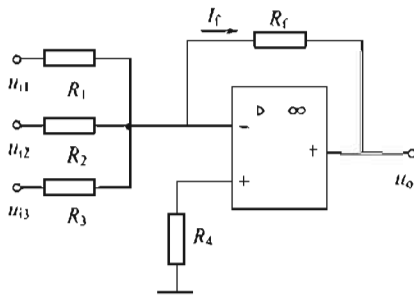 I_f R_f
u_i1 R_1
▷ ∞
u_i2 R_2 − +
u_o
u_i3 R_3 +
R_4